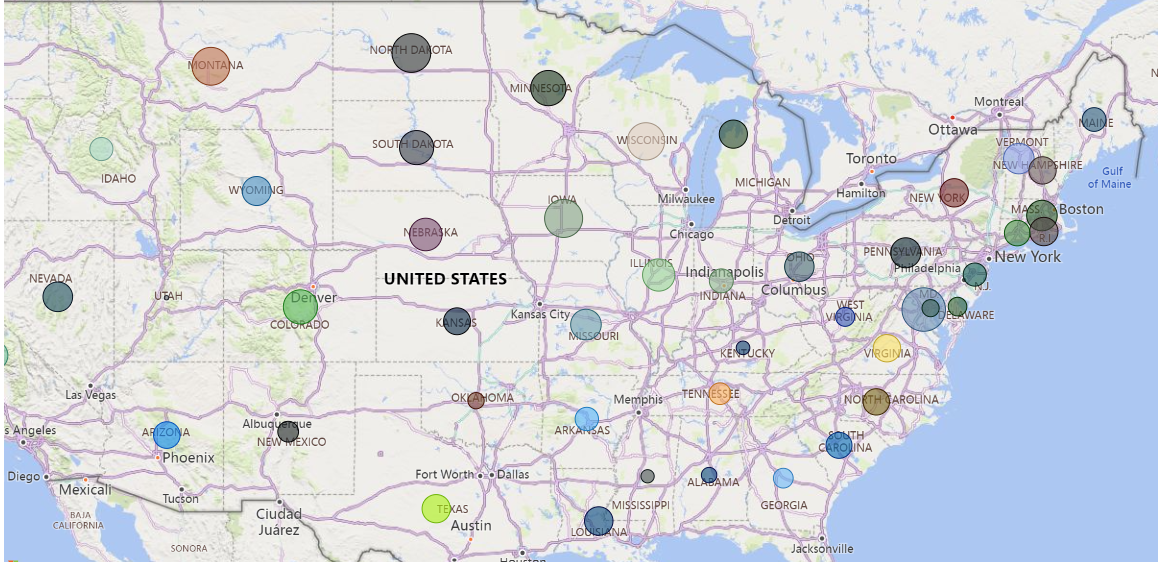 NORTH DAKOTA
MONTANA
MINNESOTA
Montreal
MAINE
Ottawa
VERMONT
WISCONSIN
SOUTH DAKOTA
Toronto
NEW HAMPSHIRE
Gulf
of Maine
IDAHO
WYOMING
MICHIGAN
Hamilton
Milwaukee
NEW YORK
IOWA
MASS
Boston
Detroit
NEBRASKA
Chicago
R I
PENNSYLVANIA
New York
OHIO
ILLINOIS
Indianapolis
Philadelphia
NEVADA
UNITED STATES
N.J.
Columbus
UTAH
Denver
INDIANA
MD
COLORADO
Kansas City
WEST
VIRGINIA
DELAWARE
KANSAS
MISSOURI
KENTUCKY
VIRGINIA
Las Vegas
TENNESSEE
OKLAHOMA
Memphis
NORTH CAROLINA
Albuquerque
s Angeles
ARIZONA
NEW MEXICO
ARKANSAS
SOUTH
CAROLINA
Phoenix
Diego
Mexicali
Fort Worth
Dallas
ALABAMA
Tucson
MISSISSIPPI
GEORGIA
TEXAS
BAJA
CALIFORNIA
Ciudad
Juárez
Austin
LOUISIANA
SONORA
Jacksonville
Houston